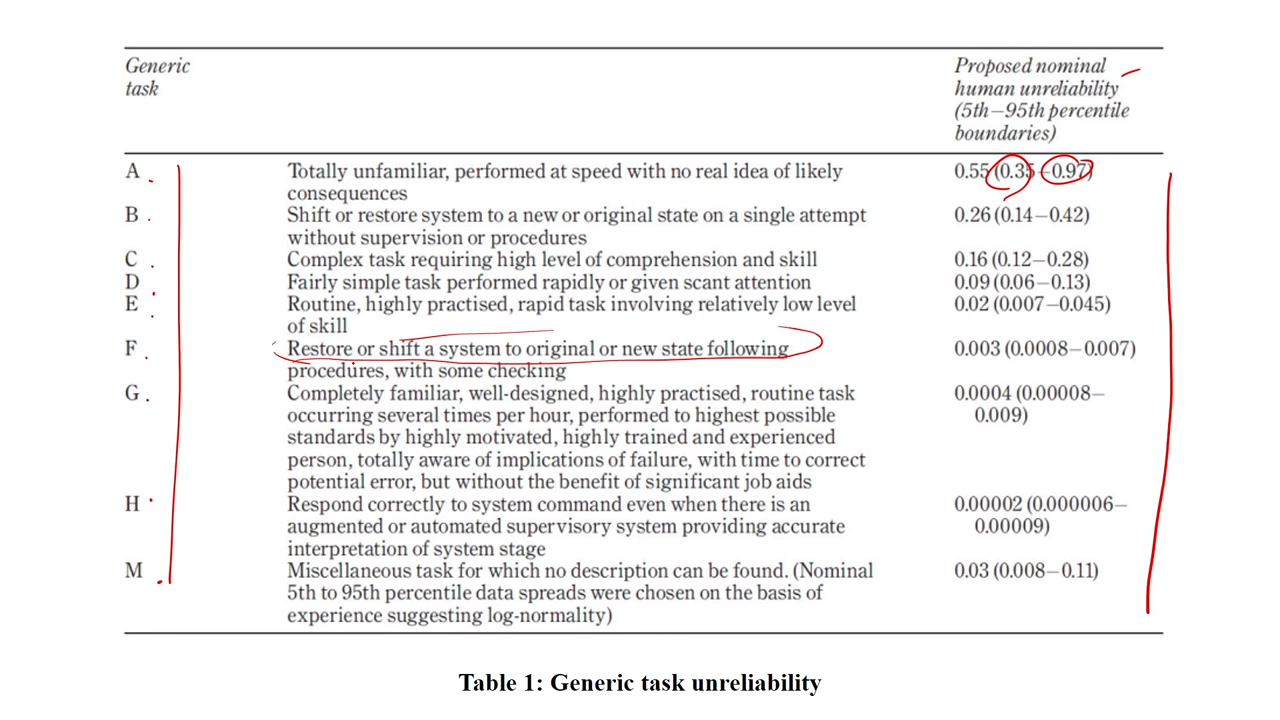 Generic
task
Proposed nominal
human unreliability
(5th–95th percentile
boundaries)
A
Totally unfamiliar, performed at speed with no real idea of likely
consequences
0.55 (0.35–0.97)
B
Shift or restore system to a new or original state on a single attempt
without supervision or procedures
0.26 (0.14–0.42)
C
Complex task requiring high level of comprehension and skill
0.16 (0.12–0.28)
D
Fairly simple task performed rapidly or given scant attention
0.09 (0.06–0.13)
E
Routine, highly practised, rapid task involving relatively low level
of skill
0.02 (0.007–0.045)
F
Restore or shift a system to original or new state following
procedures, with some checking
0.003 (0.0008–0.007)
G
Completely familiar, well-designed, highly practised, routine task
occurring several times per hour, performed to highest possible
standards by highly motivated, highly trained and experienced
person, totally aware of implications of failure, with time to correct
potential error, but without the benefit of significant job aids
0.0004 (0.00008–
0.009)
H
Respond correctly to system command even when there is an
augmented or automated supervisory system providing accurate
interpretation of system stage
0.00002 (0.000006–
0.00009)
M
Miscellaneous task for which no description can be found. (Nominal
5th to 95th percentile data spreads were chosen on the basis of
experience suggesting log-normality)
0.03 (0.008–0.11)
Table 1: Generic task unreliability